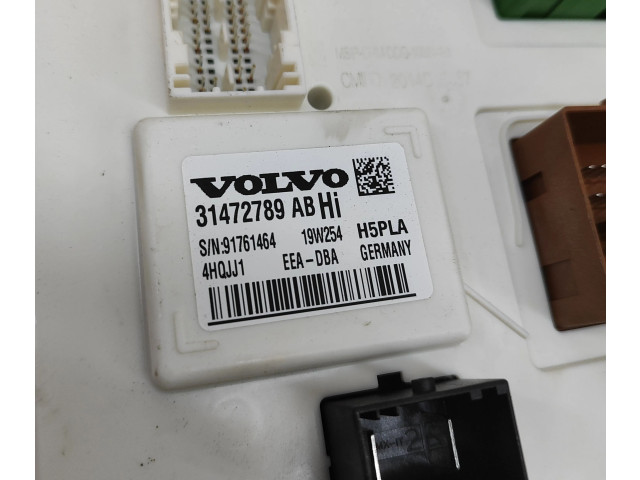 VOLVO
31472789 AB Hi
S/N:91761464 19W254 H5PLA
4HQJJ1 EEA-DBA GERMANY